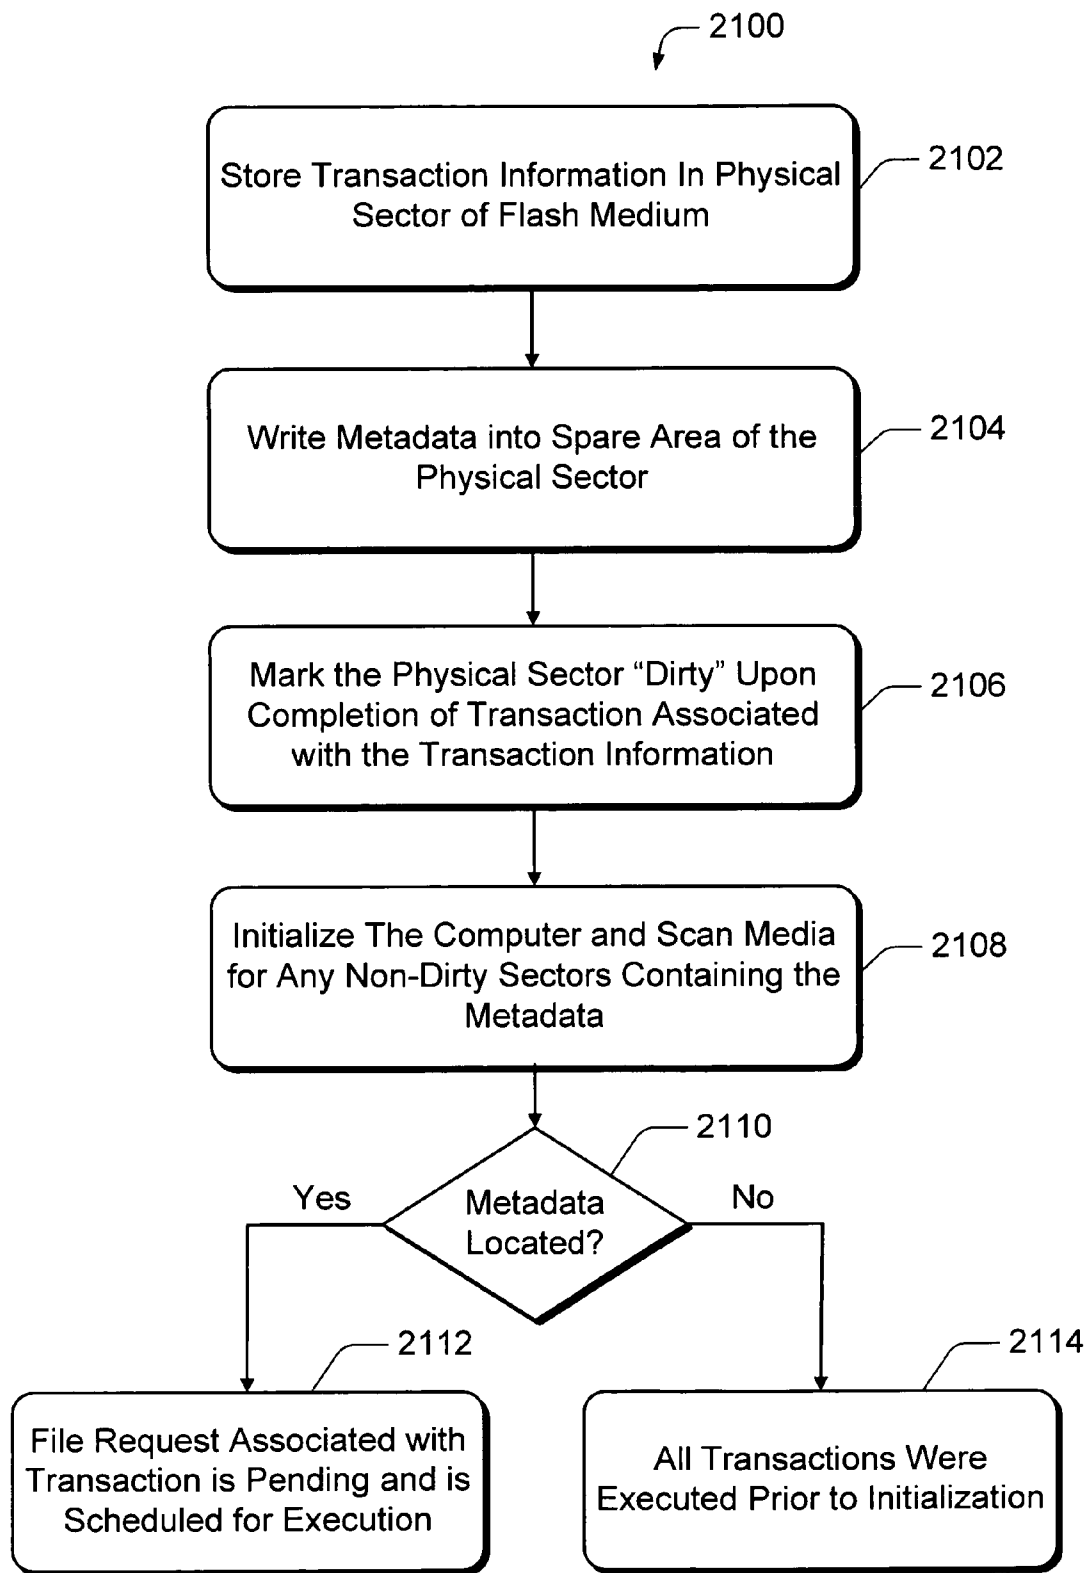 2100
Store Transaction Information In Physical
Sector of Flash Medium
2102
Write Metadata into Spare Area of the
Physical Sector
2104
Mark the Physical Sector “Dirty” Upon
Completion of Transaction Associated
with the Transaction Information
2106
Initialize The Computer and Scan Media
for Any Non-Dirty Sectors Containing the
Metadata
2108
2110
Metadata
Located?
Yes
No
2112
File Request Associated with
Transaction is Pending and is
Scheduled for Execution
2114
All Transactions Were
Executed Prior to Initialization